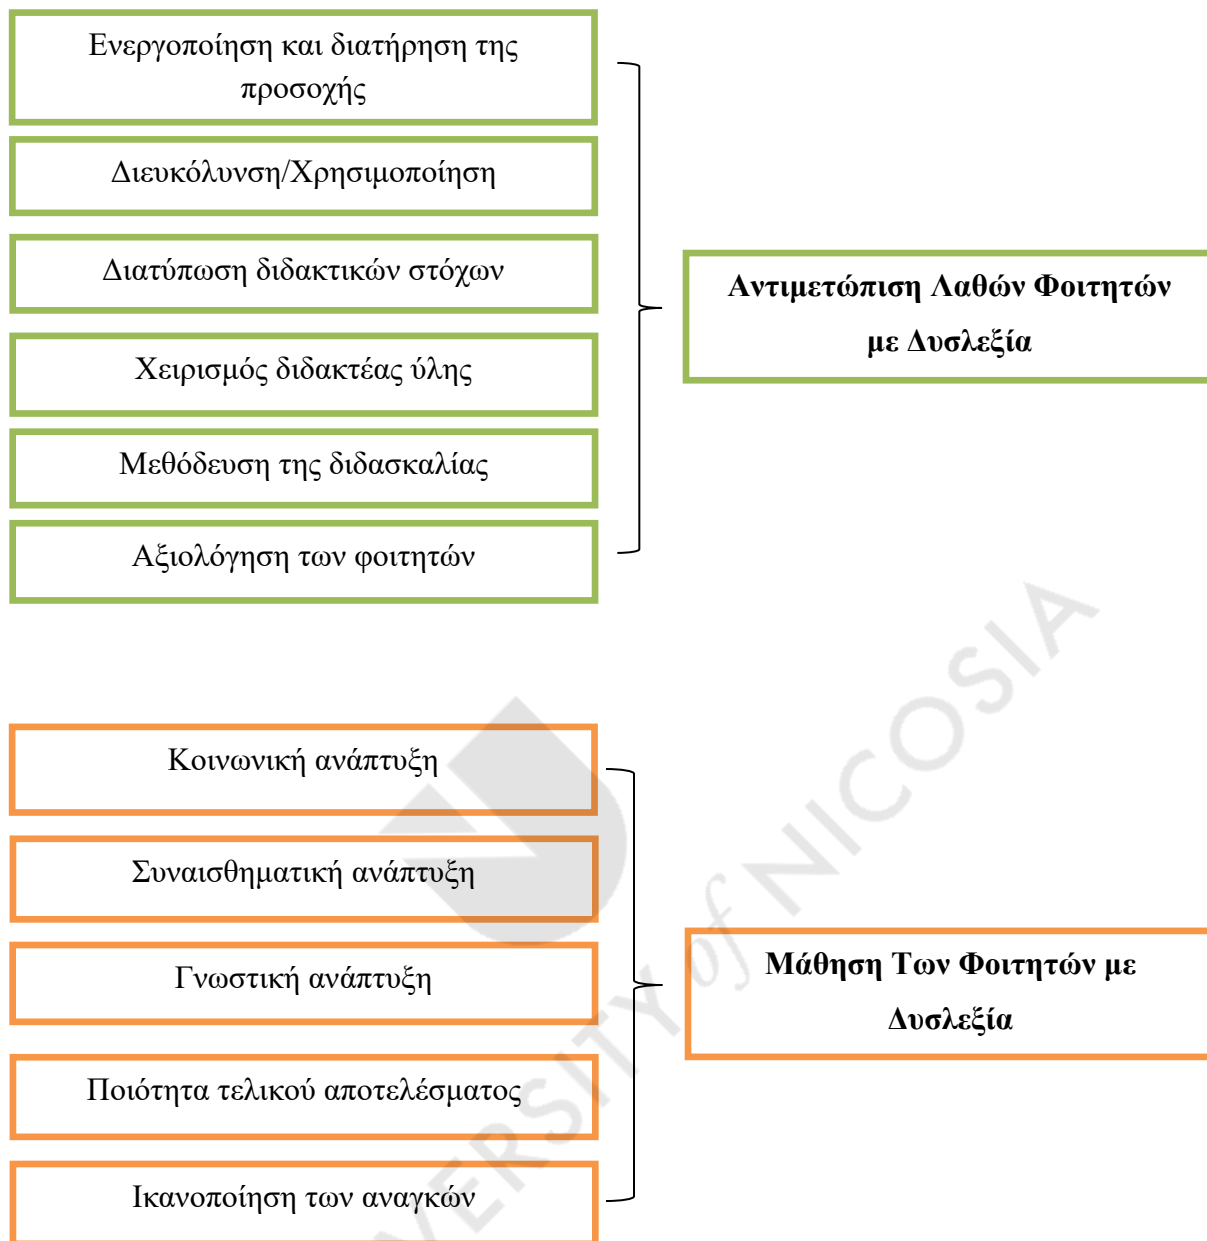 Ενεργοποίηση και διατήρηση της
προσοχής
Διευκόλυνση/Χρησιμοποίηση
Διατύπωση διδακτικών στόχων
Χειρισμός διδακτέας ύλης
Μεθόδευση της διδασκαλίας
Αξιολόγηση των φοιτητών
Αντιμετώπιση Λαθών Φοιτητών
με Δυσλεξία
Κοινωνική ανάπτυξη
Συναισθηματική ανάπτυξη
Γνωστική ανάπτυξη
Ποιότητα τελικού αποτελέσματος
Ικανοποίηση των αναγκών
Μάθηση Των Φοιτητών με
Δυσλεξία
VERSITY of NICOSIA